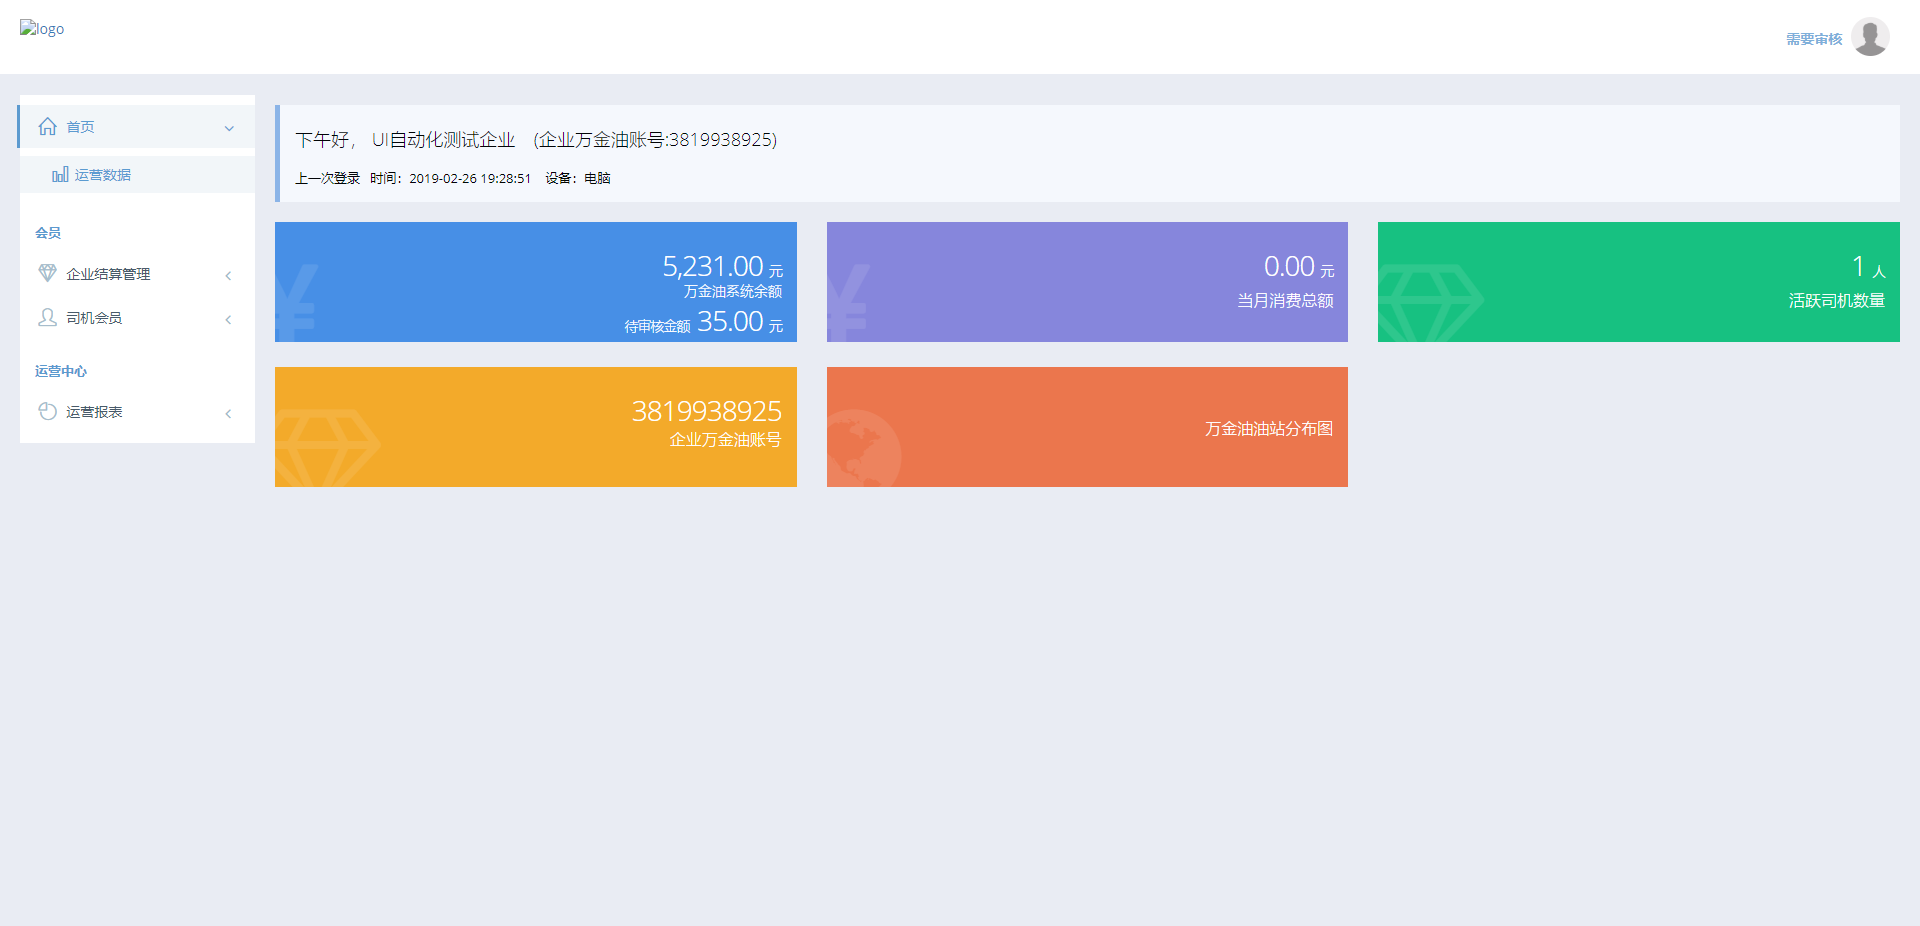 logo
需要审核
首页
运营数据
会员
企业结算管理
司机会员
运营中心
运营报表
下午好， UI自动化测试企业 (企业万金油账号:3819938925)
上一次登录 时间：2019-02-26 19:28:51 设备：电脑
5,231.00 元
万金油系统余额
待审核金额 35.00 元
0.00 元
当月消费总额
1 人
活跃司机数量
3819938925
企业万金油账号
万金油油站分布图